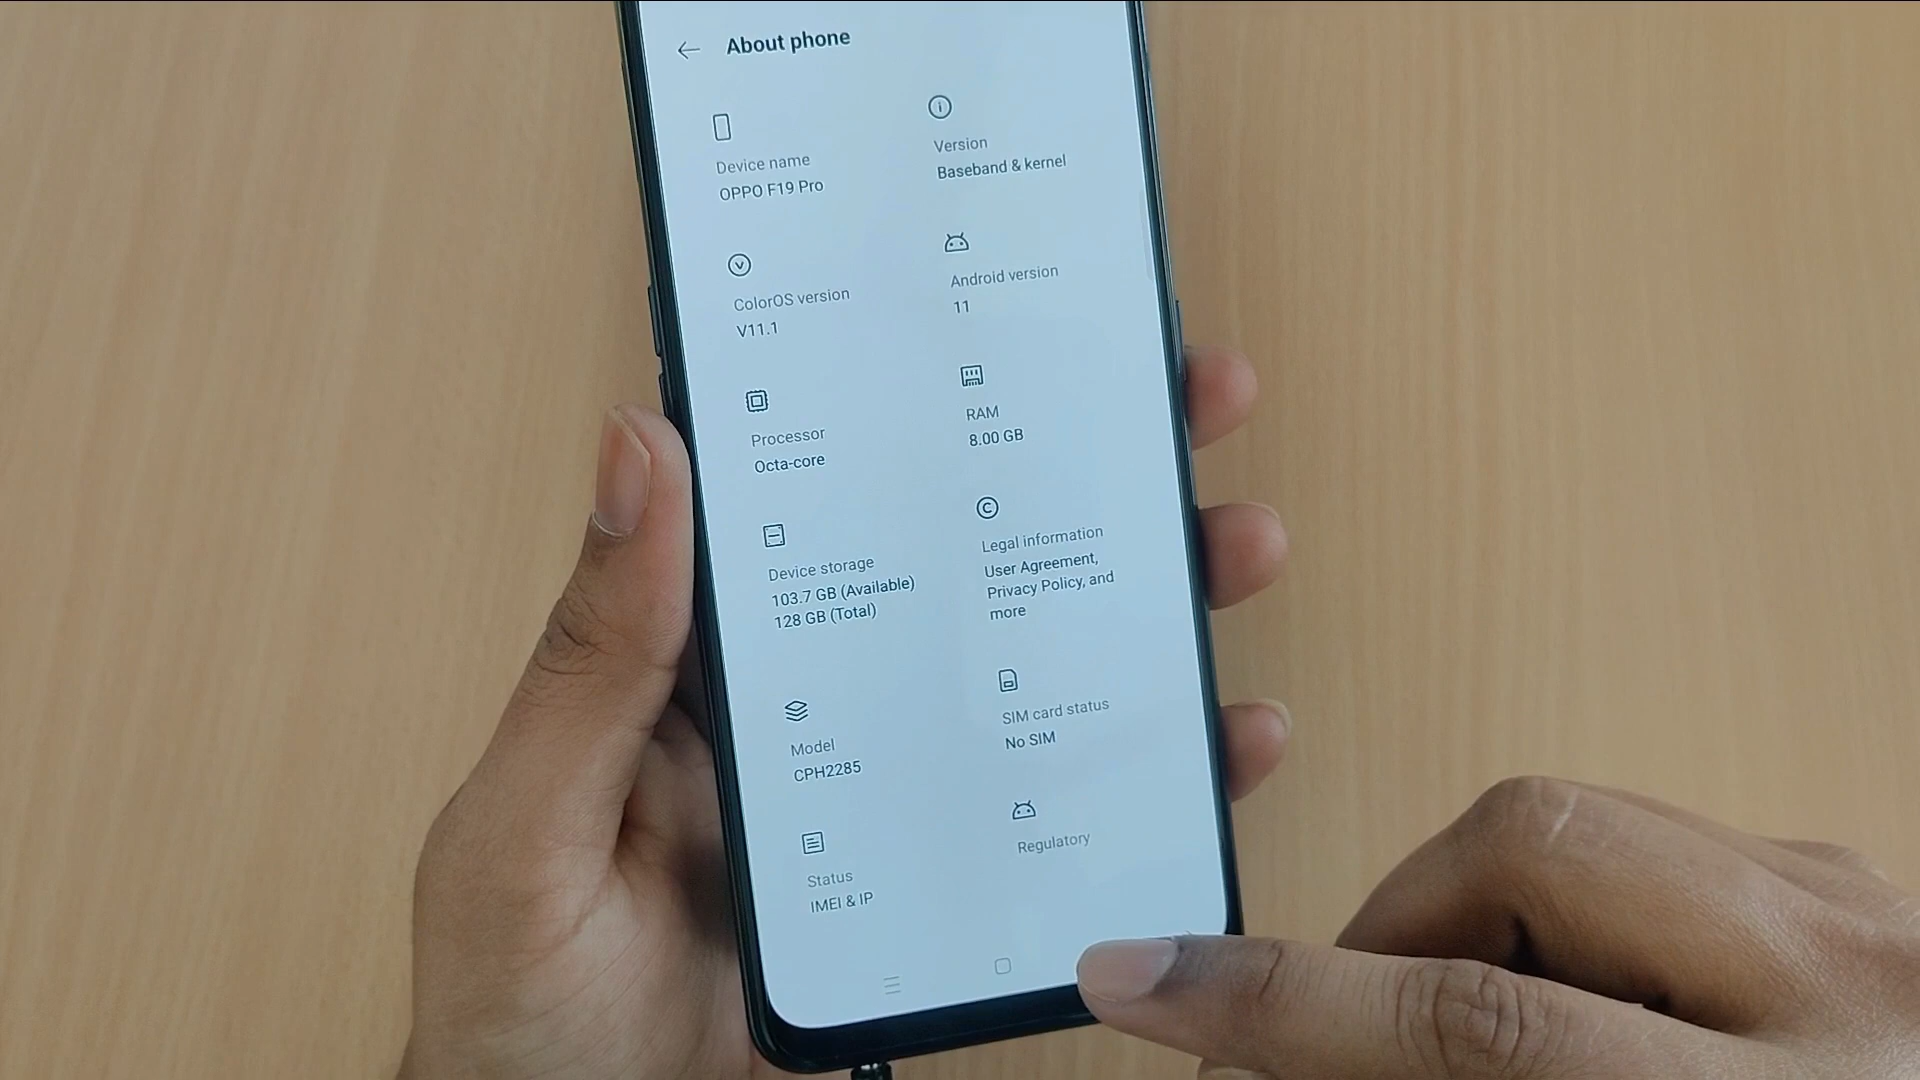 About phone
Device name
OPPO F19 Pro
Version
Baseband & kernel
ColorOS version
V11.1
Android version
11
Processor
Octa-core
RAM
8.00 GB
Device storage
103.7 GB (Available)
128 GB (Total)
Legal information
User Agreement,
Privacy Policy, and
more
Model
CPH2285
SIM card status
No SIM
Status
IMEI & IP
Regulatory